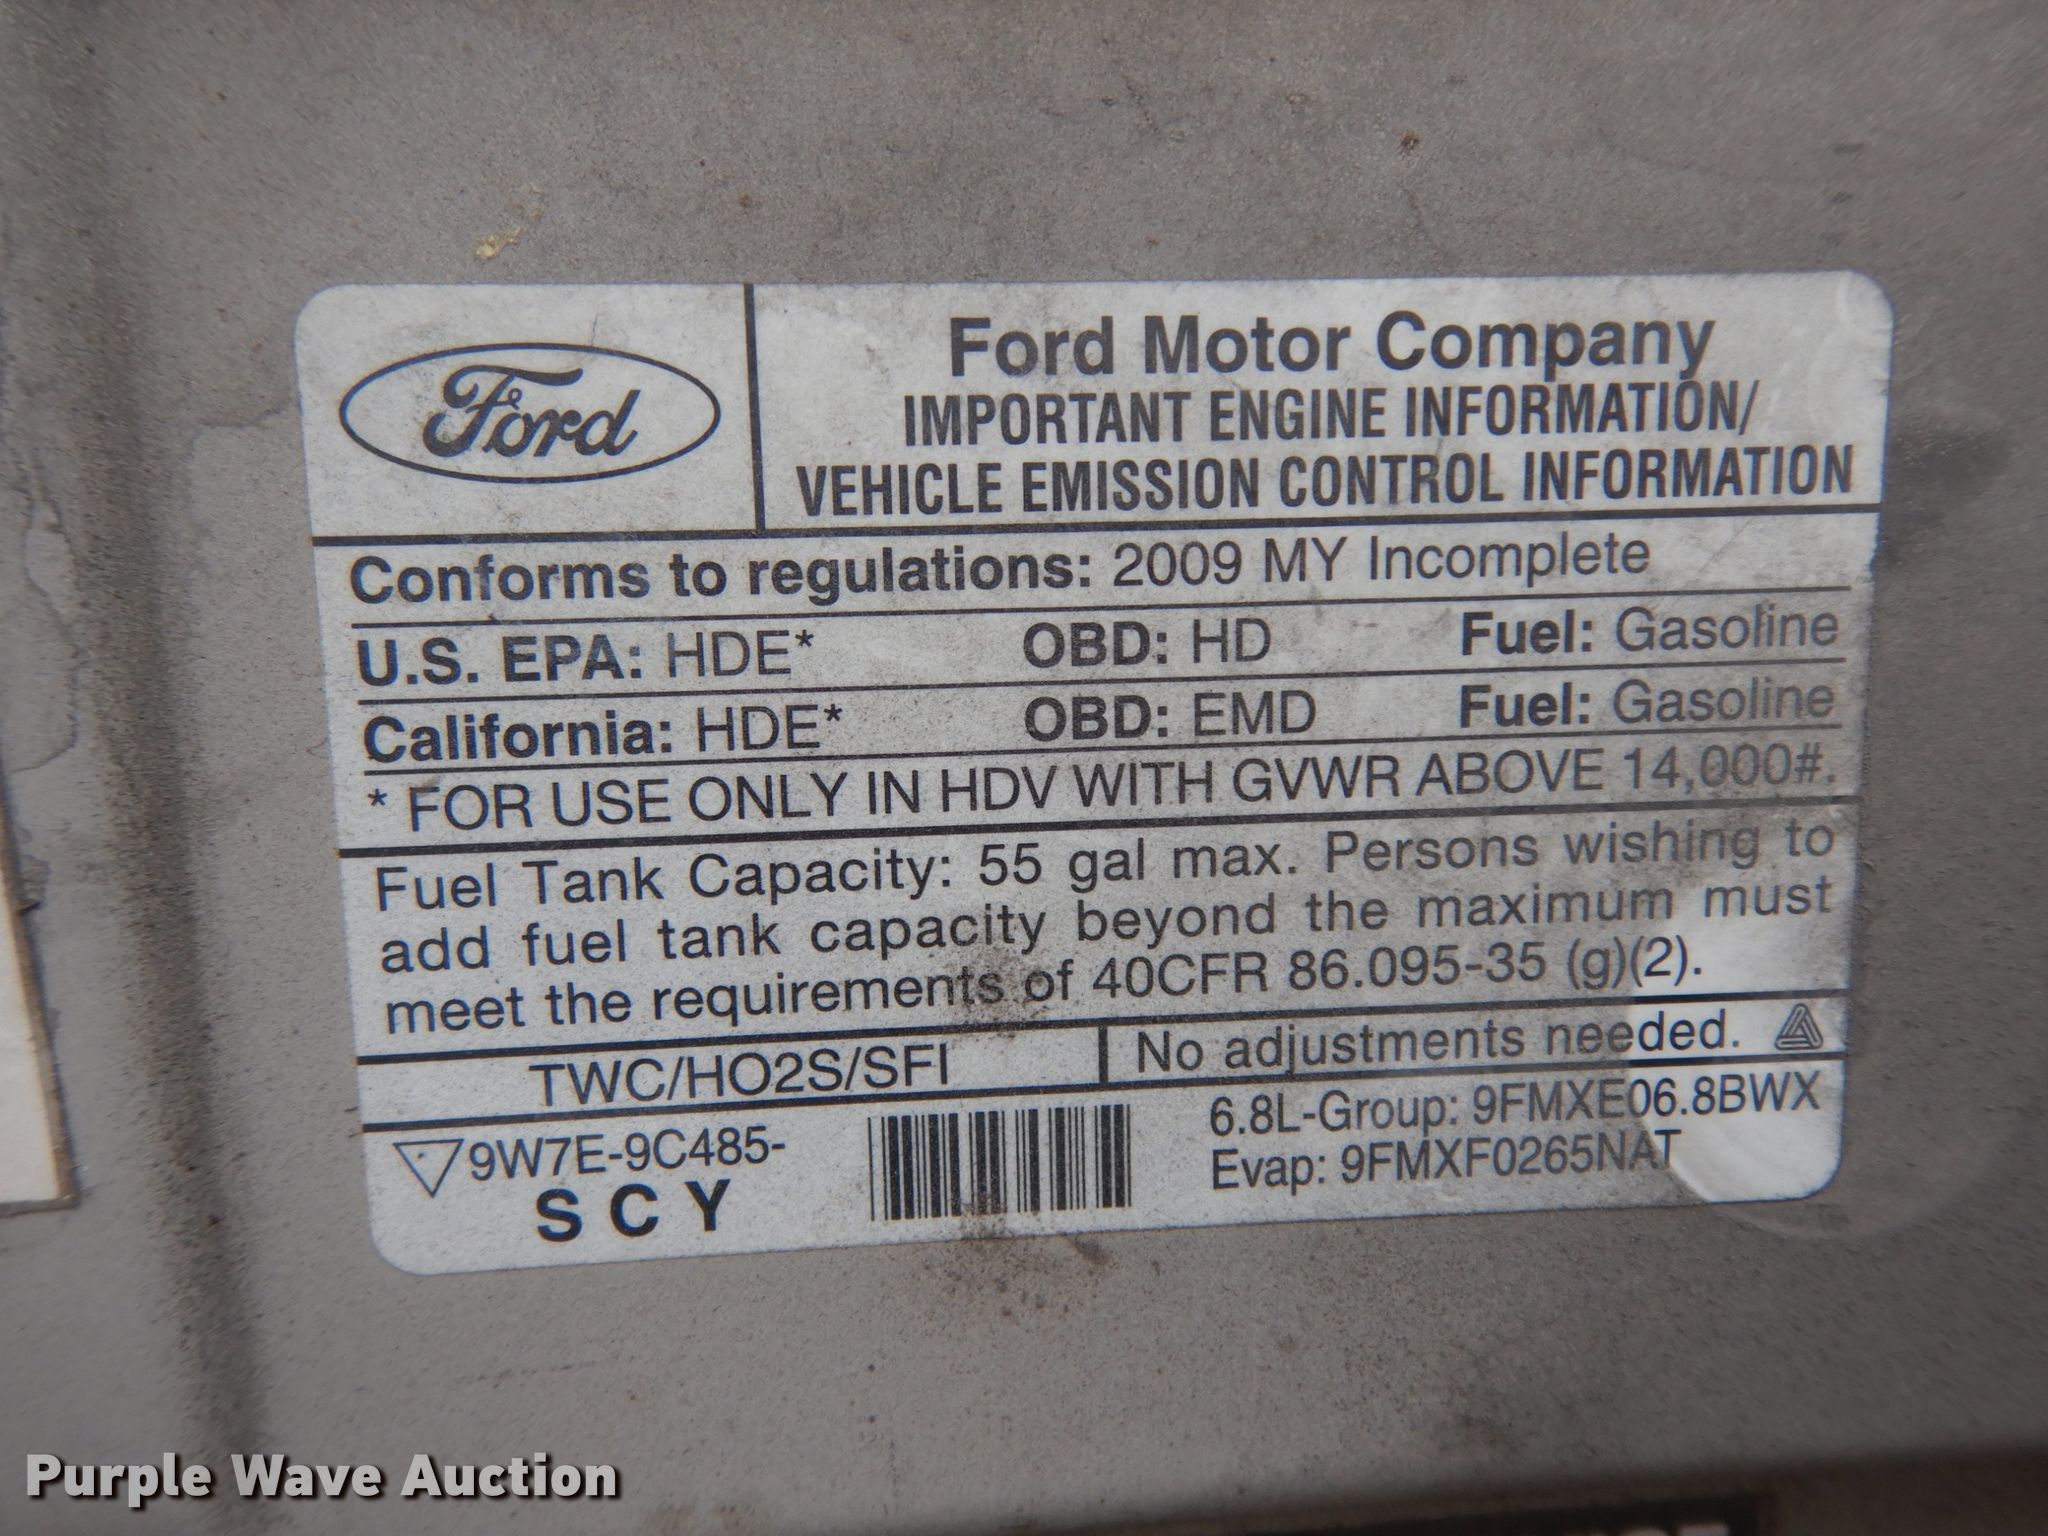 Ford
Ford Motor Company
IMPORTANT ENGINE INFORMATION/
VEHICLE EMISSION CONTROL INFORMATION
Conforms to regulations: 2009 MY Incomplete
U.S. EPA: HDE* OBD: HD Fuel: Gasoline
California: HDE* OBD: EMD Fuel: Gasoline
* FOR USE ONLY IN HDV WITH GVWR ABOVE 14,000#.
Fuel Tank Capacity: 55 gal max. Persons wishing to
add fuel tank capacity beyond the maximum must
meet the requirements of 40CFR 86.095-35 (g)(2).
TWC/HO2S/SFI No adjustments needed.
9W7E-9C485-
SCY
6.8L-Group: 9FMXE06.8BWX
Evap: 9FMXF0265NAT
Purple Wave Auction